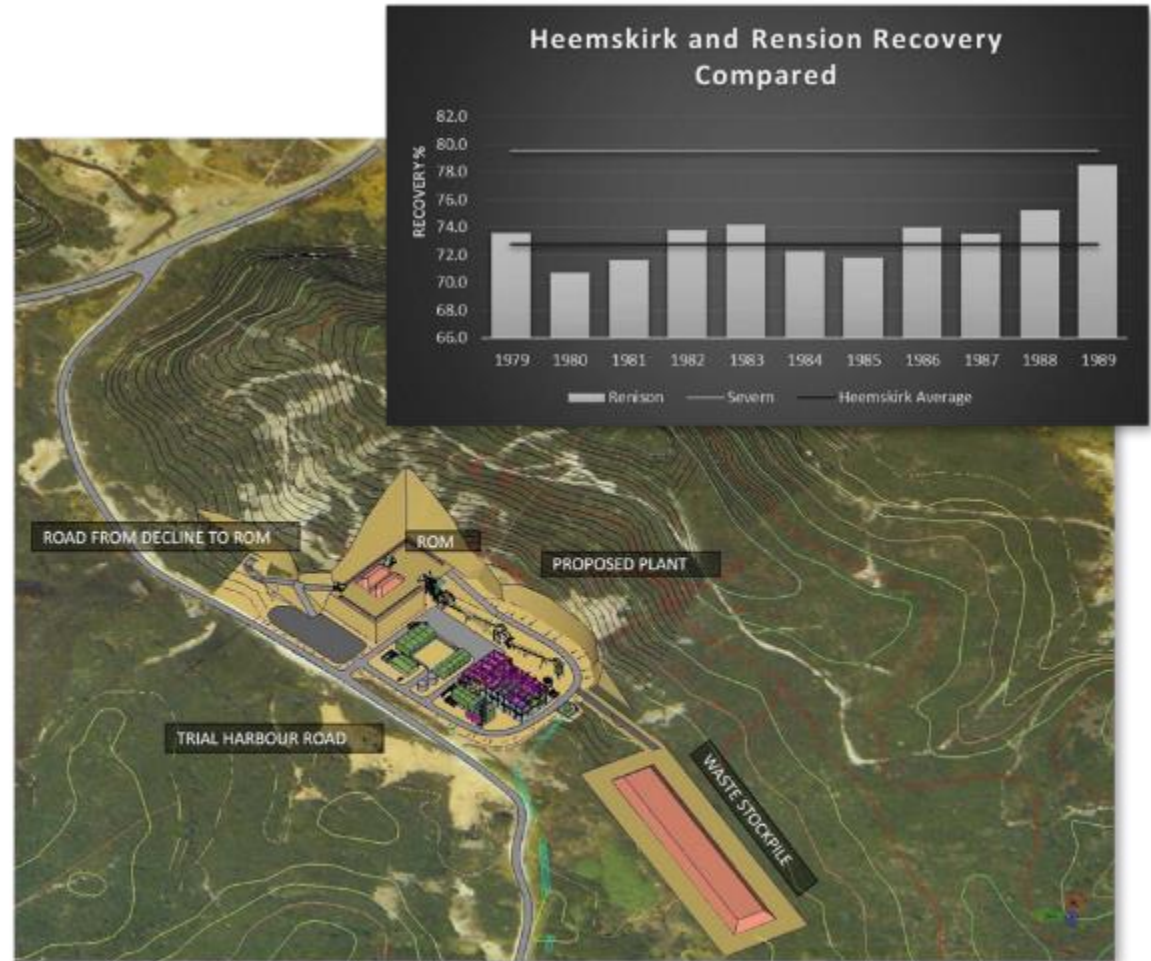 Heemskirk and Rension Recovery
Compared
RECOVERY%
82.0
80.0
78.0
76.0
74.0
72.0
70.0
68.0
66.0
1979 1980 1981 1982 1983 1984 1985 1986 1987 1988 1989
Renison Severn Heemskirk Average
ROAD FROM DECLINE TO ROM
ROM
PROPOSED PLANT
TRIAL HARBOUR ROAD
WASTE STOCKPILE